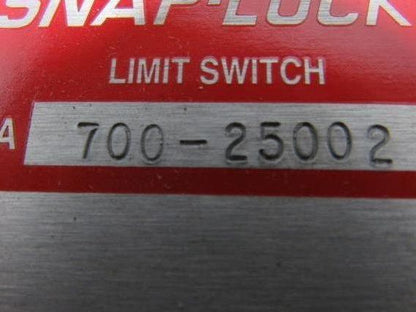 SNAP-LOCK
LIMIT SWITCH
A 700-25002